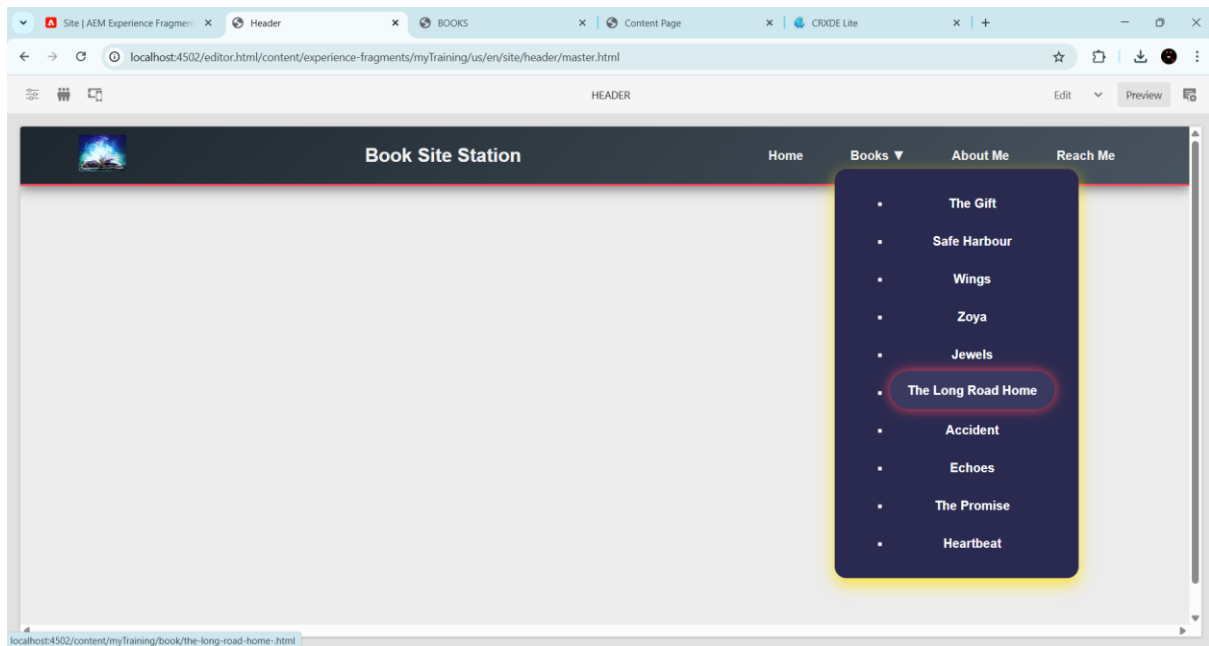 Site | AEM Experience Fragment
Header
BOOKS
Content Page
CRXDE Lite
localhost:4502/editor.html/content/experience-fragments/myTraining/us/en/site/header/master.html
HEADER
Edit
Preview
Book Site Station
Home
Books ▼
About Me
Reach Me
The Gift
Safe Harbour
Wings
Zoya
Jewels
The Long Road Home
Accident
Echoes
The Promise
Heartbeat
localhost:4502/content/myTraining/book/the-long-road-home-.html